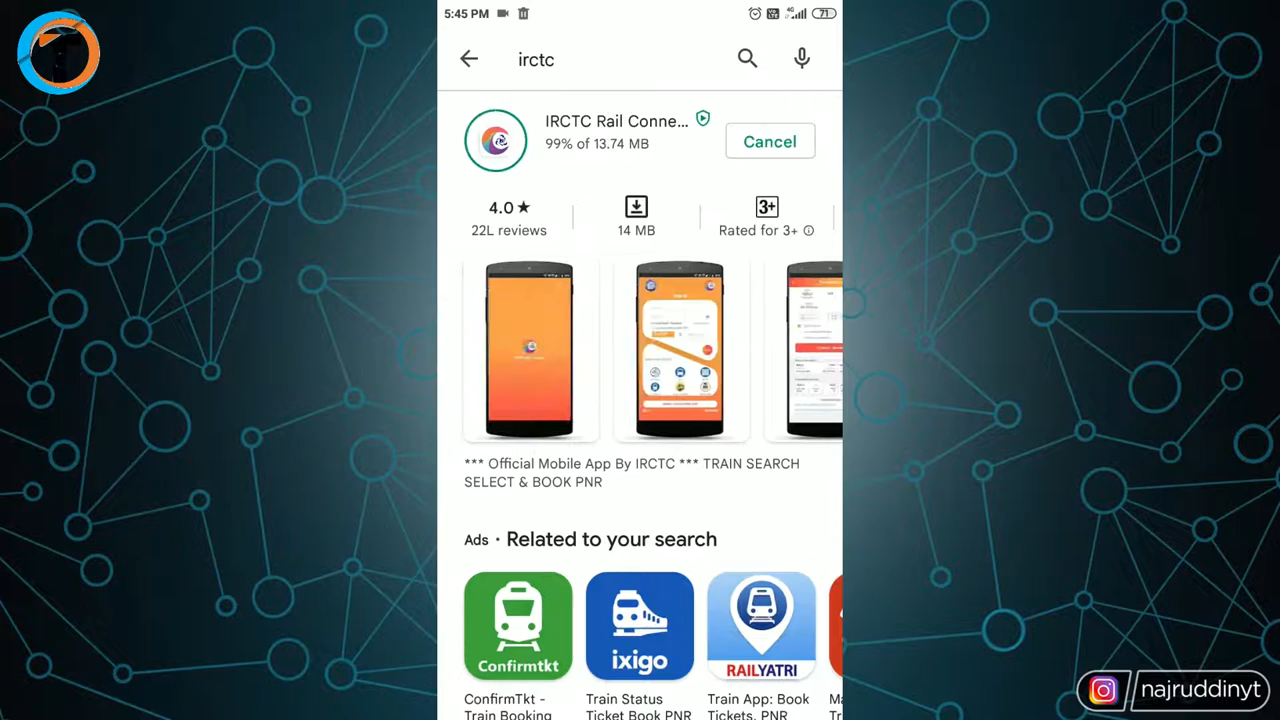 5:45 PM
4G
71
irctc
IRCTC Rail Conne...
99% of 13.74 MB
Cancel
4.0 ★
22L reviews
14 MB
3+
Rated for 3+
*** Official Mobile App By IRCTC *** TRAIN SEARCH
SELECT & BOOK PNR
Ads · Related to your search
Confirmtkt
ixigo
RAILYATRI
ConfirmTkt -
Train Booking
Train Status
Ticket Book PNR
Train App: Book
Tickets, PNR
najruddinyt